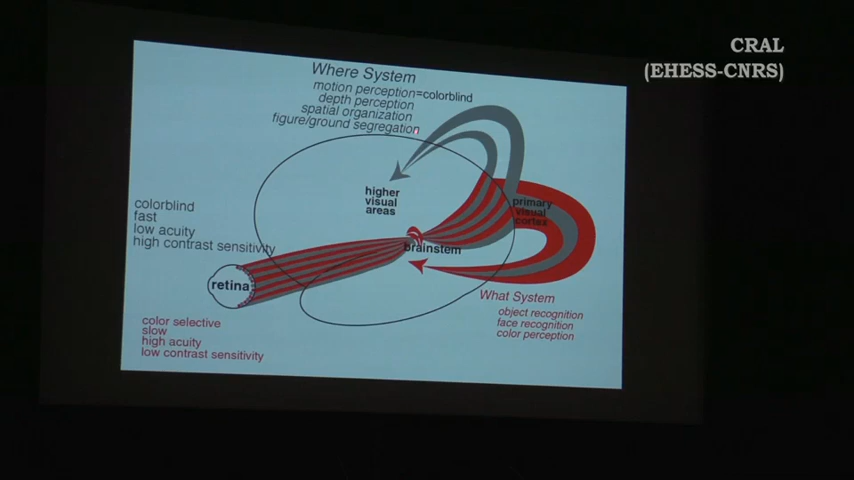 CRAL
(EHESS-CNRS)
Where System
motion perception=colorblind
depth perception
spatial organization
figure/ground segregation
higher
visual
areas
primary
visual
cortex
colorblind
fast
low acuity
high contrast sensitivity
brainstem
retina
What System
object recognition
face recognition
color perception
color selective
slow
high acuity
low contrast sensitivity